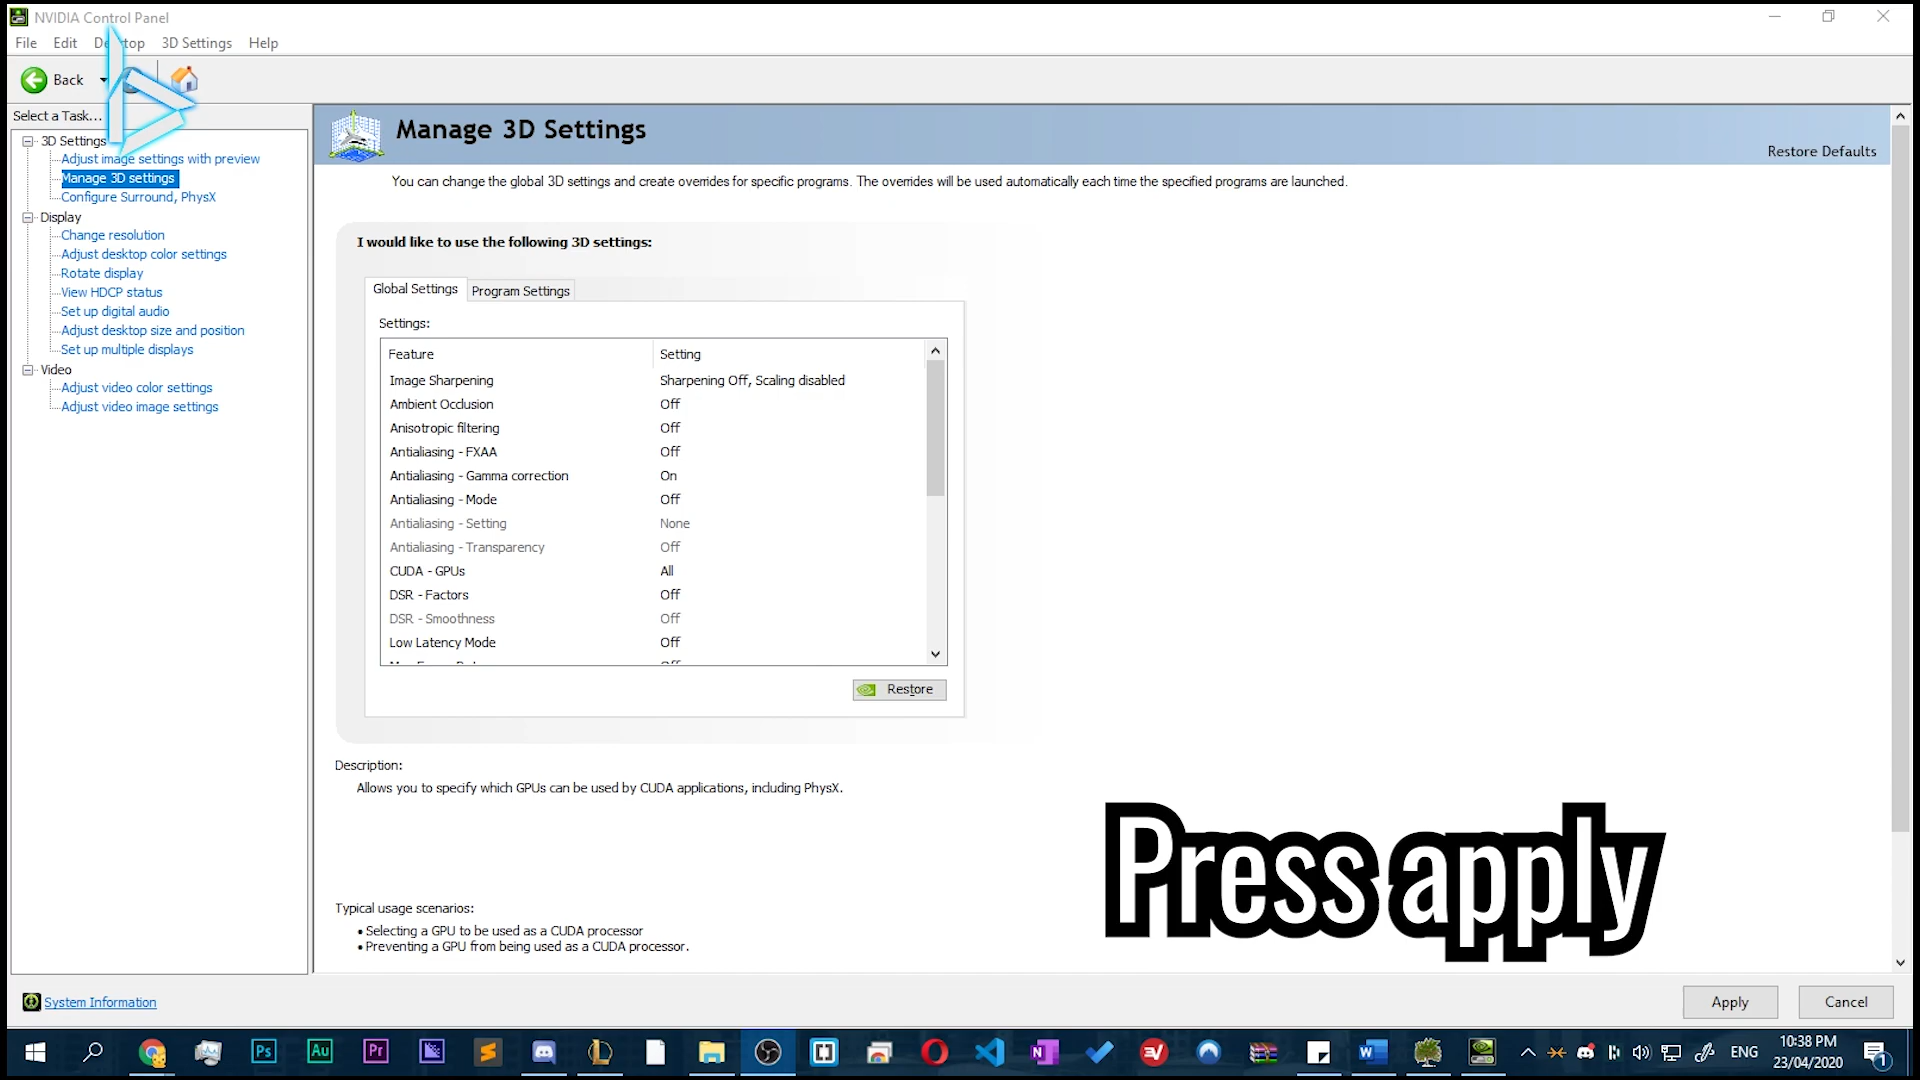 NVIDIA Control Panel
File Edit Desktop 3D Settings Help
Back
Select a Task...
3D Settings
Adjust image settings with preview
Manage 3D settings
Configure Surround, PhysX
Display
Change resolution
Adjust desktop color settings
Rotate display
View HDCP status
Set up digital audio
Adjust desktop size and position
Set up multiple displays
Video
Adjust video color settings
Adjust video image settings
System Information
Manage 3D Settings
Restore Defaults
You can change the global 3D settings and create overrides for specific programs. The overrides will be used automatically each time the specified programs are launched.
I would like to use the following 3D settings:
Global Settings Program Settings
Settings:
Feature Setting
Image Sharpening Sharpening Off, Scaling disabled
Ambient Occlusion Off
Anisotropic filtering Off
Antialiasing - FXAA Off
Antialiasing - Gamma correction On
Antialiasing - Mode Off
Antialiasing - Setting None
Antialiasing - Transparency Off
CUDA - GPUs All
DSR - Factors Off
DSR - Smoothness Off
Low Latency Mode Off
Restore
Description:
Allows you to specify which GPUs can be used by CUDA applications, including PhysX.
Typical usage scenarios:
• Selecting a GPU to be used as a CUDA processor
• Preventing a GPU from being used as a CUDA processor.
Press apply
Apply Cancel
Ps Au Pr N W ENG
10:38 PM
23/04/2020
1